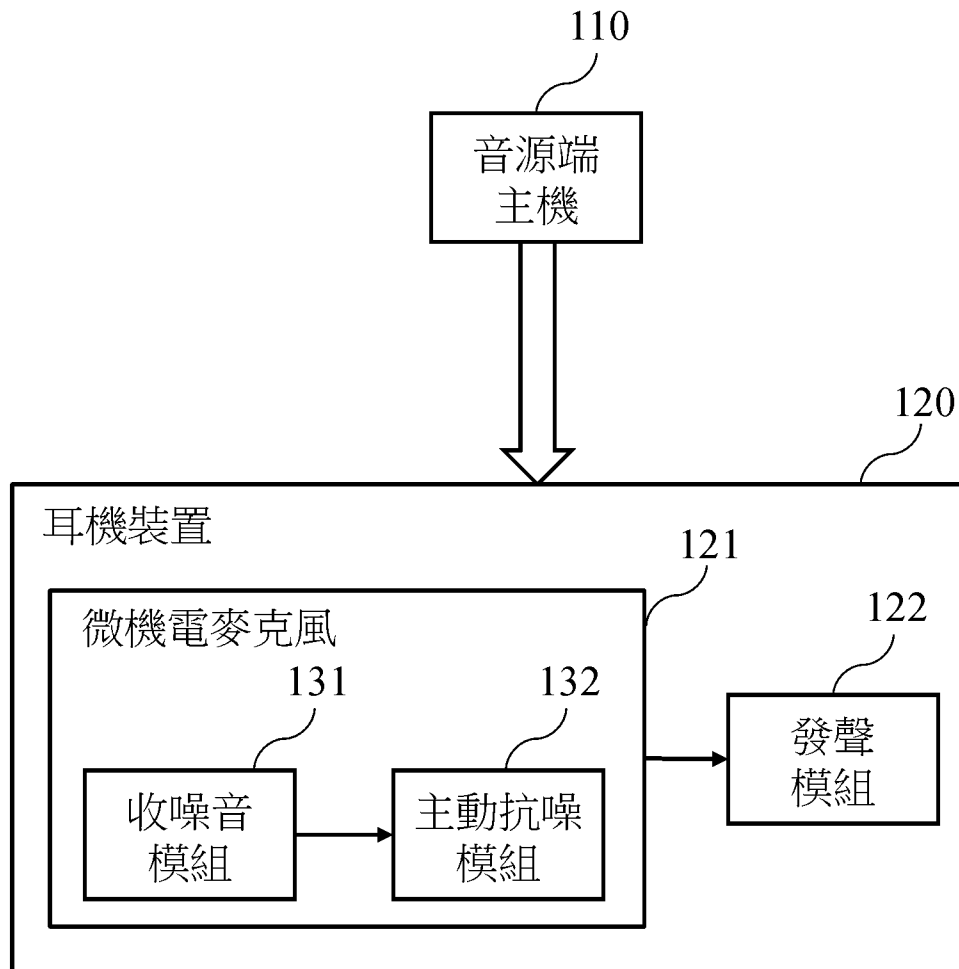 110
音源端
主機
120
耳機裝置
121
微機電麥克風
122
131
132
發聲
模組
收噪音
模組
主動抗噪
模組